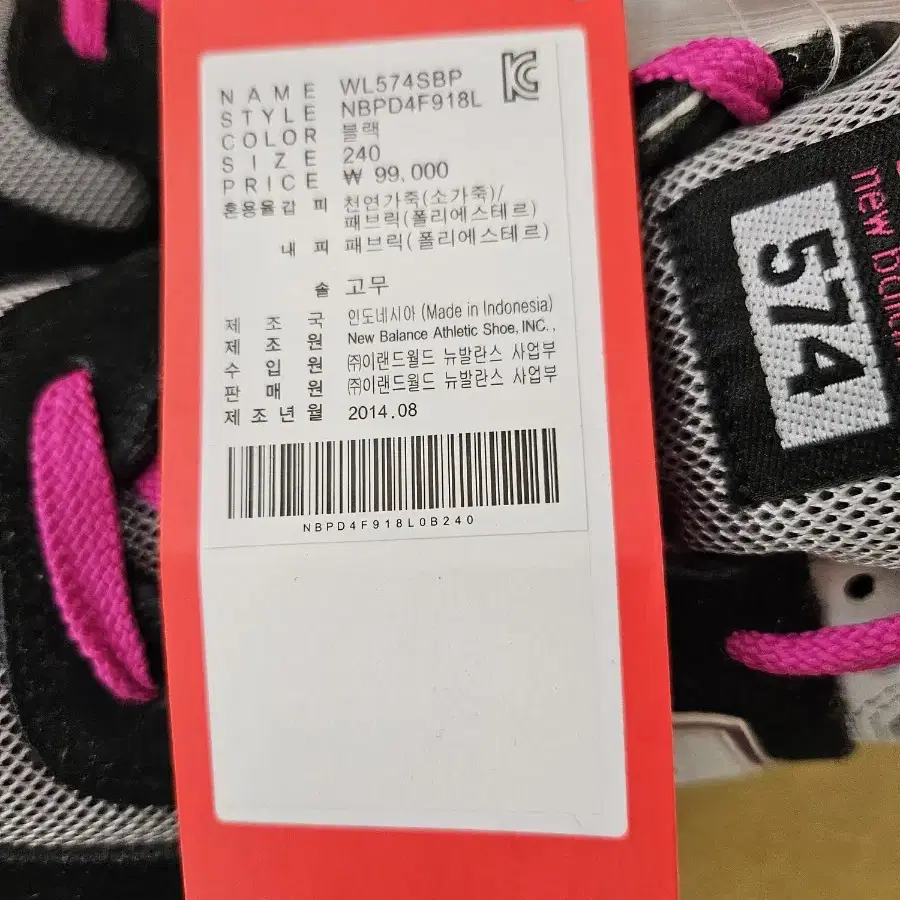 NAME WL574SBP
STYLE NBPD4F918L
COLOR 블랙
SIZE 240
PRICE ₩ 99,000
혼용율겉 피 천연가죽(소가죽)/
패브릭(폴리에스테르)
내 피 패브릭(폴리에스테르)
솔 고무
제 조 국 인도네시아 (Made in Indonesia)
제 조 원 New Balance Athletic Shoe, INC.,
수 입 원 ㈜이랜드월드 뉴발란스 사업부
판 매 원 ㈜이랜드월드 뉴발란스 사업부
제 조 년 월 2014.08
NBPD4F918L0B240
574
new